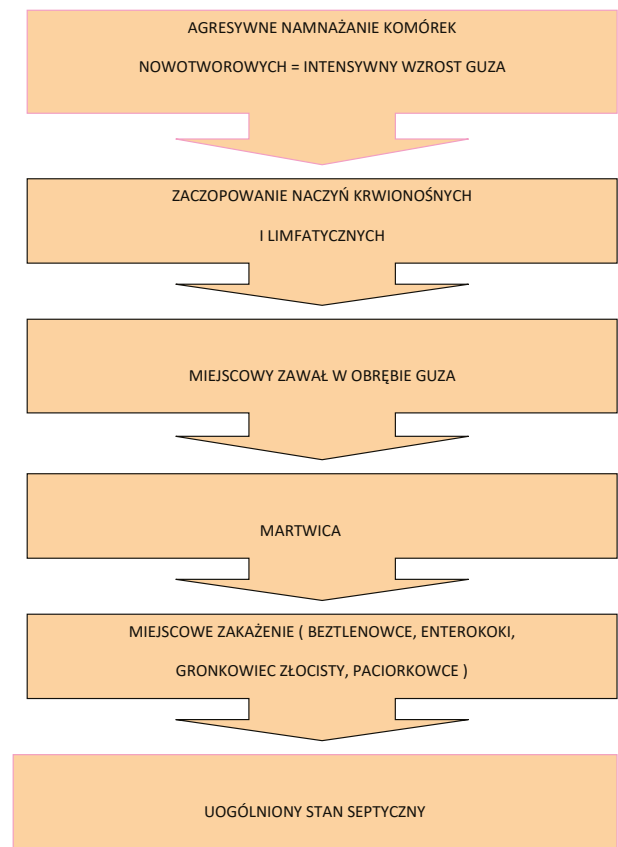 AGRESYWNE NAMNAŻANIE KOMÓREK
NOWOTWOROWYCH = INTENSYWNY WZROST GUZA
ZACZOPOWANIE NACZYŃ KRWIONOŚNYCH
I LIMFATYCZNYCH
MIEJSCOWY ZAWAŁ W OBRĘBIE GUZA
MARTWICA
MIEJSCOWE ZAKAŻENIE ( BEZTLENOWCE, ENTEROKOKI,
GRONKOWIEC ZŁOCISTY, PACIORKOWCE )
UOGÓLNIONY STAN SEPTYCZNY